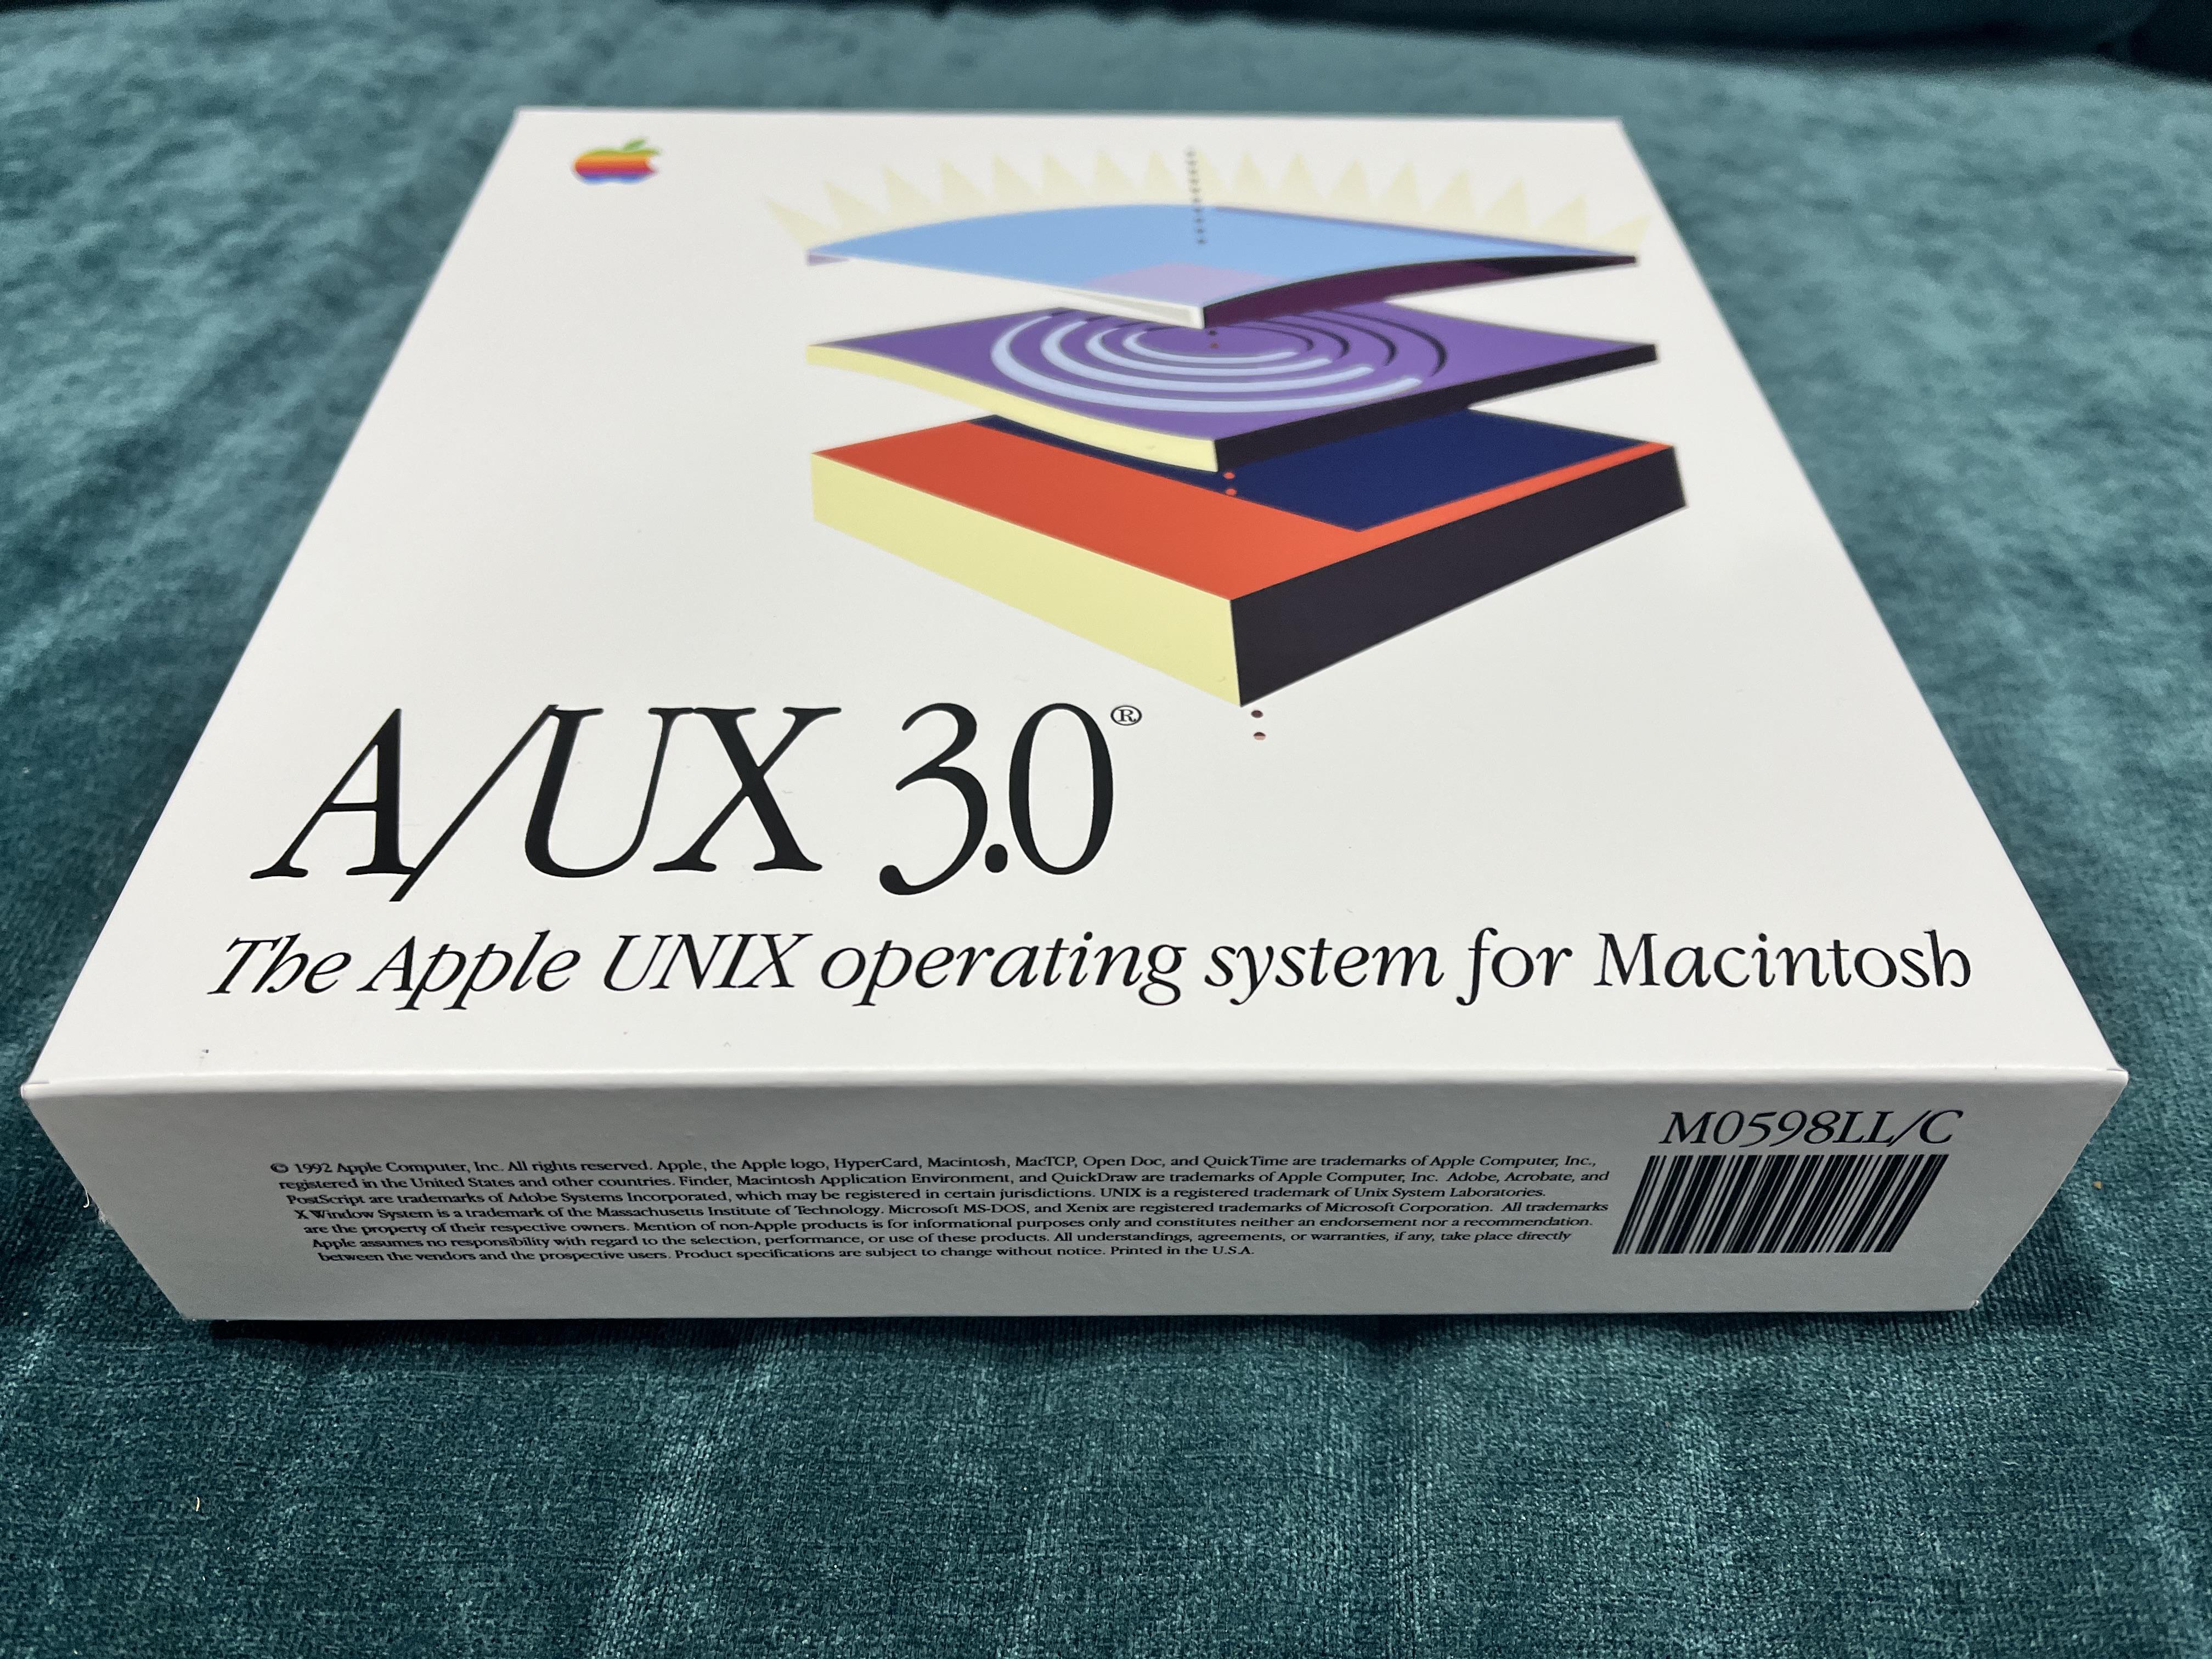 A/UX 3.0®
The Apple UNIX operating system for Macintosh
M0598LL/C
© 1992 Apple Computer, Inc. All rights reserved. Apple, the Apple logo, HyperCard, Macintosh, MacTCP, Open Doc, and QuickTime are trademarks of Apple Computer, Inc.,
registered in the United States and other countries. Finder, Macintosh Application Environment, and QuickDraw are trademarks of Apple Computer, Inc. Adobe, Acrobate, and
PostScript are trademarks of Adobe Systems Incorporated, which may be registered in certain jurisdictions. UNIX is a registered trademark of Unix System Laboratories.
X Window System is a trademark of the Massachusetts Institute of Technology. Microsoft MS-DOS, and Xenix are registered trademarks of Microsoft Corporation. All trademarks
are the property of their respective owners. Mention of non-Apple products is for informational purposes only and constitutes neither an endorsement nor a recommendation.
Apple assumes no responsibility with regard to the selection, performance, or use of these products. All understandings, agreements, or warranties, if any, take place directly
between the vendors and the prospective users. Product specifications are subject to change without notice. Printed in the U.S.A.